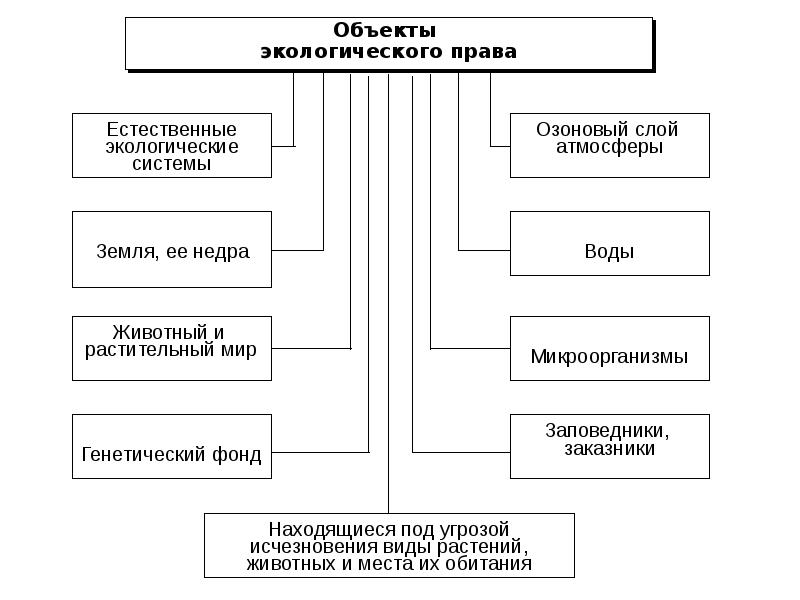 Объекты
экологического права
Естественные
экологические
системы
Озоновый слой
атмосферы
Земля, ее недра
Воды
Животный и
растительный мир
Микроорганизмы
Генетический фонд
Заповедники,
заказники
Находящиеся под угрозой
исчезновения виды растений,
животных и места их обитания